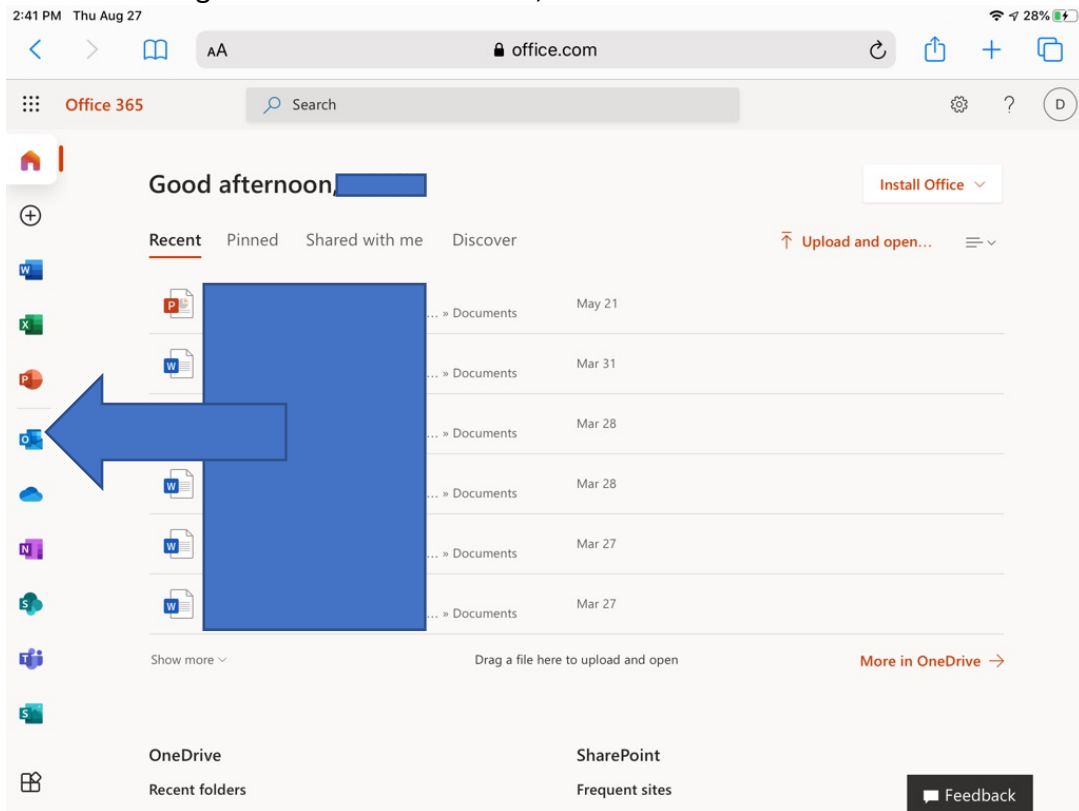 2:41 PM Thu Aug 27 28%
AA office.com
Office 365 Search ? D
Good afternoon,
Install Office
Recent Pinned Shared with me Discover Upload and open...
P ... » Documents May 21
W W ... » Documents Mar 31
X
P ... » Documents Mar 28
O
W ... » Documents Mar 28
N W ... » Documents Mar 27
S W ... » Documents Mar 27
T Show more Drag a file here to upload and open More in OneDrive →
S
OneDrive SharePoint
Recent folders Frequent sites
Feedback